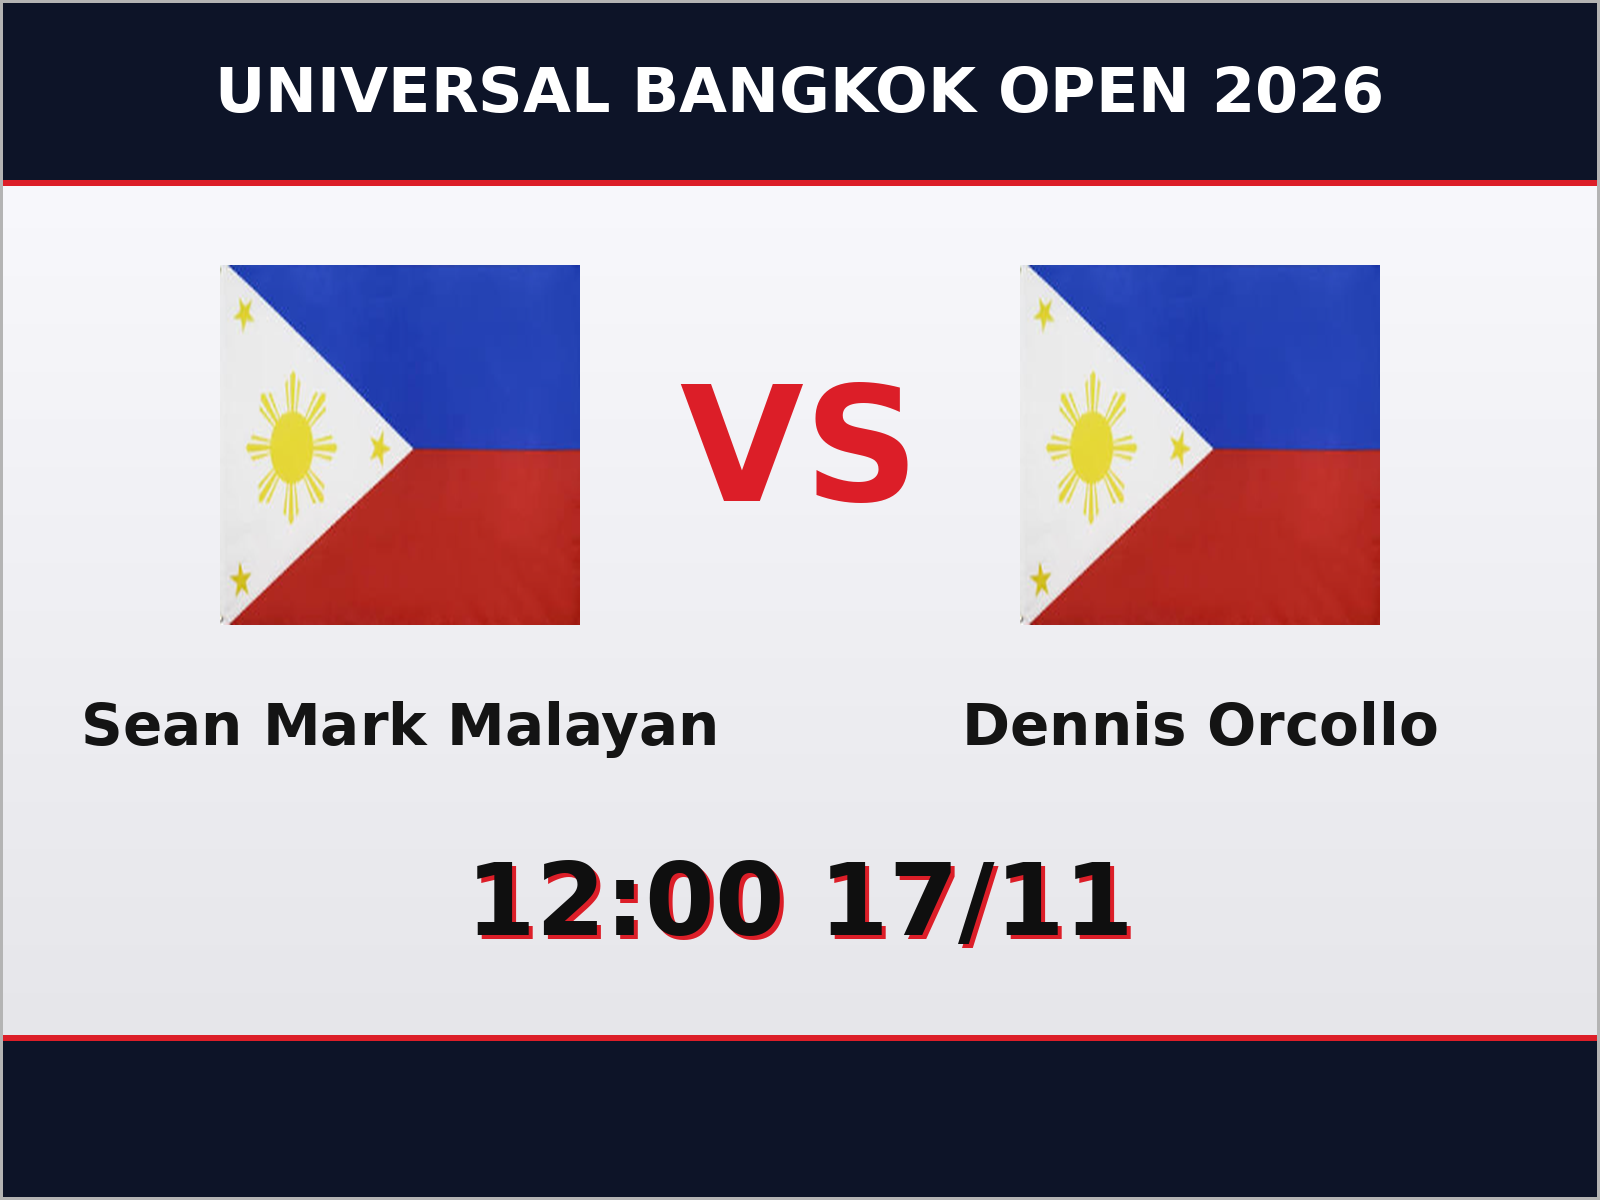 UNIVERSAL BANGKOK OPEN 2026
VS
Sean Mark Malayan
Dennis Orcollo
12:00 17/11